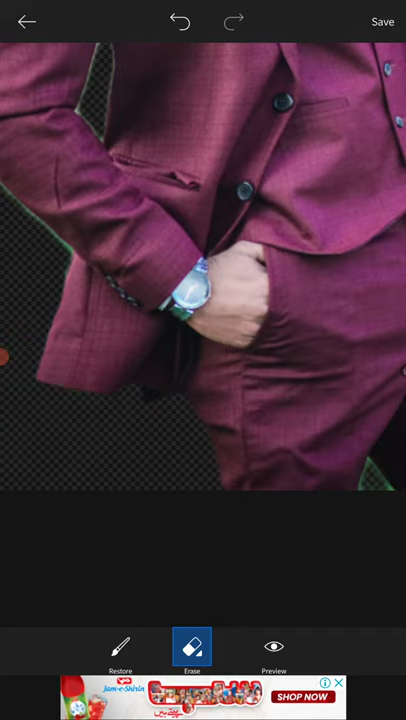 Save
Restore
Erase
Preview
Jam-e-Shirin
SHOP NOW